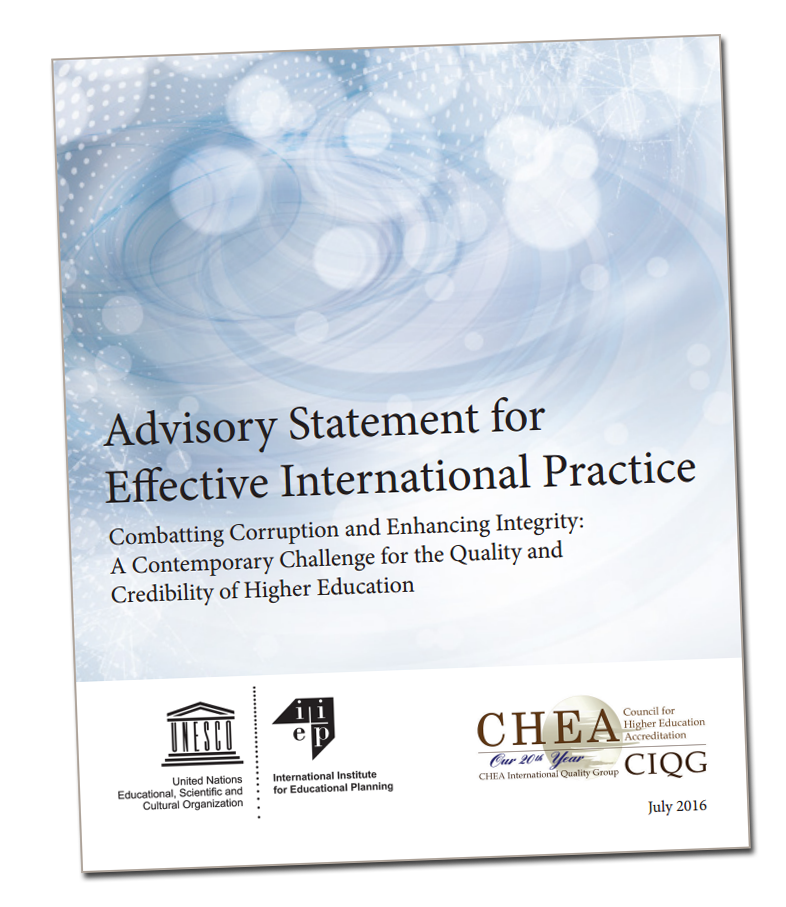 Advisory Statement for
Effective International Practice
Combatting Corruption and Enhancing Integrity:
A Contemporary Challenge for the Quality and
Credibility of Higher Education
UNESCO
United Nations
Educational, Scientific and
Cultural Organization
i i
e p
International Institute
for Educational Planning
CHEA
Council for
Higher Education
Accreditation
Our 20th Year
CHEA International Quality Group
CIQG
July 2016